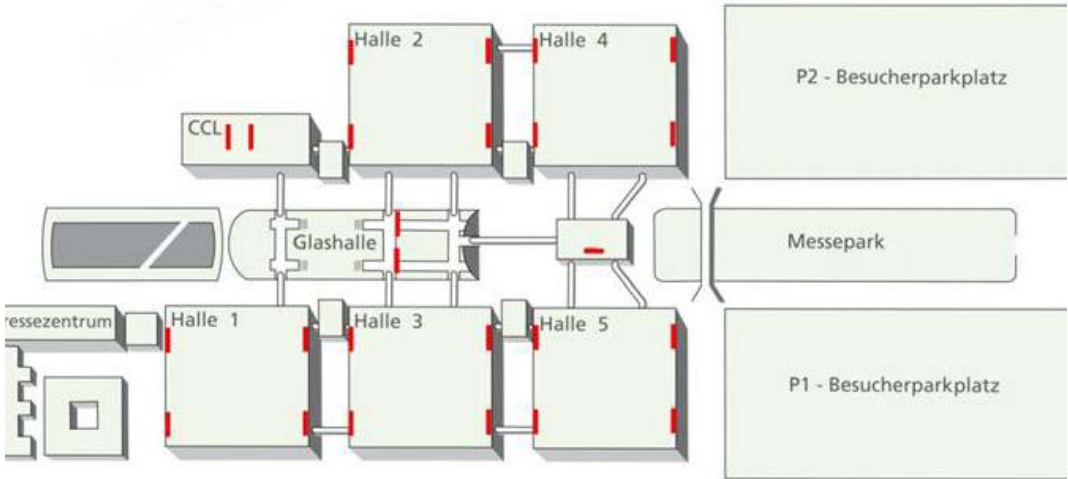 Halle 2
Halle 4
P2 - Besucherparkplatz
CCL
Glashalle
Messepark
ressezentrum
Halle 1
Halle 3
Halle 5
P1 - Besucherparkplatz